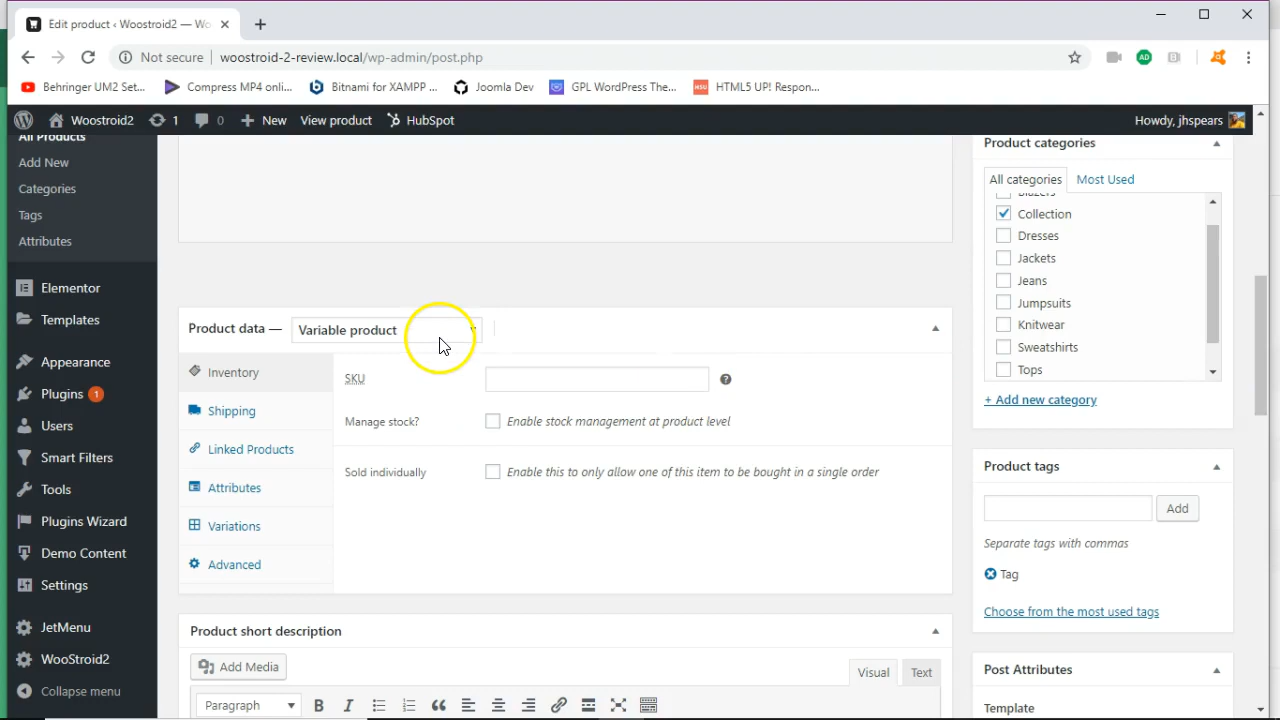 Edit product ‹ Woostroid2 — Wo
Not secure woostroid-2-review.local/wp-admin/post.php
Behringer UM2 Set... Compress MP4 onli... Bitnami for XAMPP ... Joomla Dev GPL WordPress The... HTML5 UP! Respon...
Woostroid2 1 0 New View product HubSpot Howdy, jhspears
All Products
Add New
Categories
Tags
Attributes
Elementor
Templates
Appearance
Plugins 1
Users
Smart Filters
Tools
Plugins Wizard
Demo Content
Settings
JetMenu
WooStroid2
Collapse menu
Product data — Variable product
Inventory
Shipping
Linked Products
Attributes
Variations
Advanced
SKU
Manage stock? Enable stock management at product level
Sold individually Enable this to only allow one of this item to be bought in a single order
Product short description
Add Media
Visual Text
Paragraph
Product categories
All categories Most Used
Blazers
Collection
Dresses
Jackets
Jeans
Jumpsuits
Knitwear
Sweatshirts
Tops
+ Add new category
Product tags
Add
Separate tags with commas
Tag
Choose from the most used tags
Post Attributes
Template